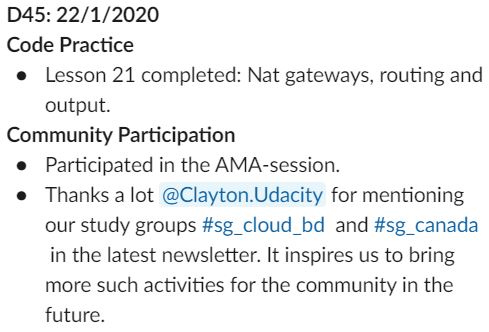 D45: 22/1/2020
Code Practice
● Lesson 21 completed: Nat gateways, routing and
output.
Community Participation
● Participated in the AMA-session.
● Thanks a lot @Clayton.Udacity for mentioning
our study groups #sg_cloud_bd and #sg_canada
in the latest newsletter. It inspires us to bring
more such activities for the community in the
future.